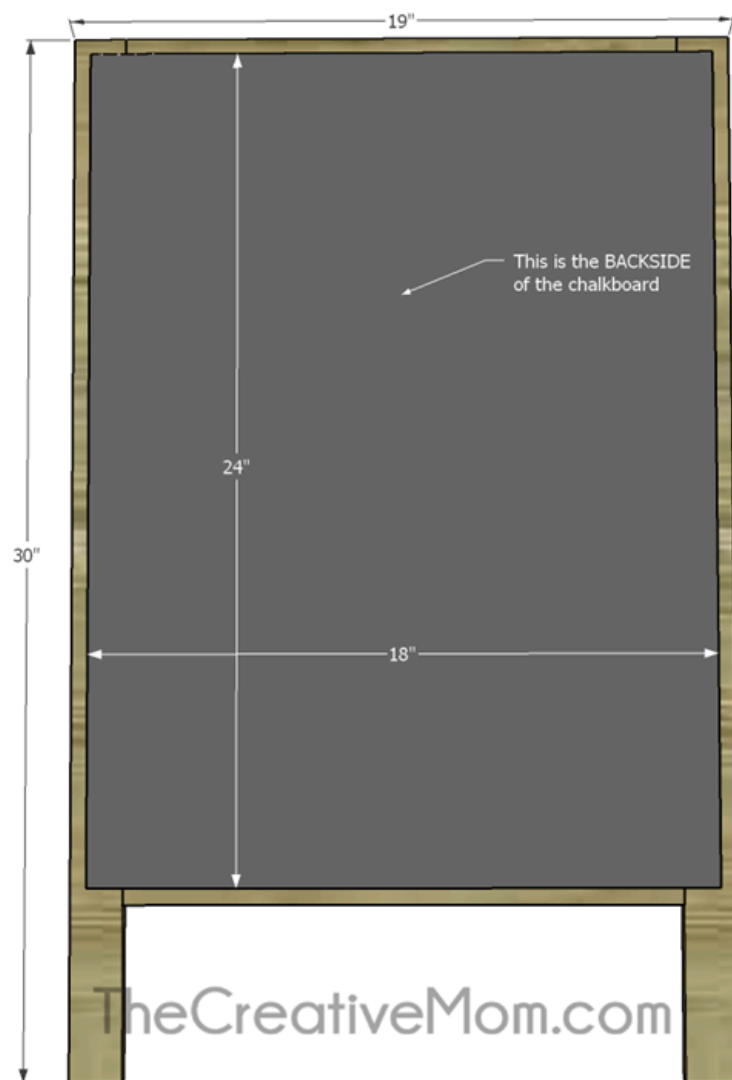 19"
This is the BACKSIDE
of the chalkboard
24"
30"
18"
TheCreativeMom.com